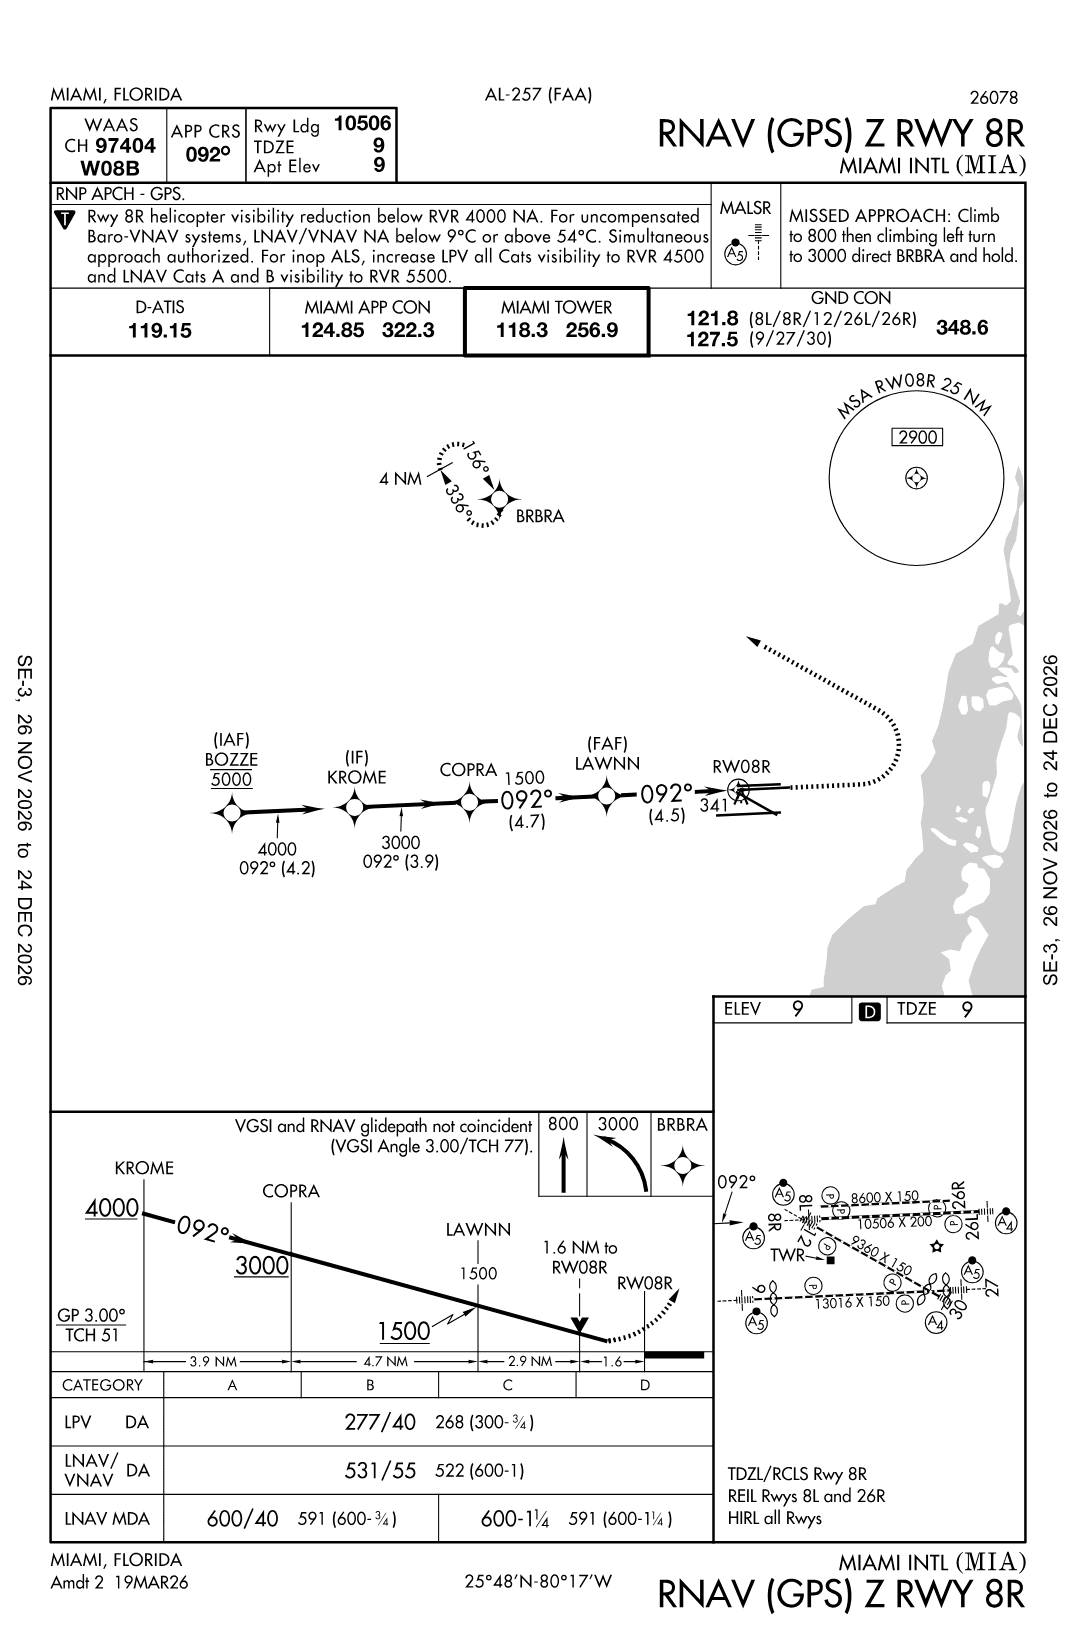 MIAMI, FLORIDA
AL-257 (FAA)
26078
WAAS
CH 97404
W08B
APP CRS
092°
Rwy Ldg 10506
TDZE 9
Apt Elev 9
RNAV (GPS) Z RWY 8R
MIAMI INTL (MIA)
RNP APCH - GPS.
T
Rwy 8R helicopter visibility reduction below RVR 4000 NA. For uncompensated
Baro-VNAV systems, LNAV/VNAV NA below 9°C or above 54°C. Simultaneous
approach authorized. For inop ALS, increase LPV all Cats visibility to RVR 4500
and LNAV Cats A and B visibility to RVR 5500.
MALSR
A5
MISSED APPROACH: Climb
to 800 then climbing left turn
to 3000 direct BRBRA and hold.
D-ATIS
119.15
MIAMI APP CON
124.85 322.3
MIAMI TOWER
118.3 256.9
GND CON
121.8 (8L/8R/12/26L/26R)
127.5 (9/27/30)
348.6
MSA RW08R 25 NM
2900
4 NM
156°
336°
BRBRA
(IAF)
BOZZE
5000
(IF)
KROME
COPRA
1500
092°
(4.7)
(FAF)
LAWNN
092°
(4.5)
RW08R
341
4000
092° (4.2)
3000
092° (3.9)
SE-3, 26 NOV 2026 to 24 DEC 2026
SE-3, 26 NOV 2026 to 24 DEC 2026
ELEV 9
D
TDZE 9
092°
A5
8L
P
8600 X 150
26R
8R
P
10506 X 200
P
P
26L
A4
A5
12
P
9360 X 150
TWR
A5
9
P
P
27
13016 X 150
P
30
A5
A4
TDZL/RCLS Rwy 8R
REIL Rwys 8L and 26R
HIRL all Rwys
VGSI and RNAV glidepath not coincident
(VGSI Angle 3.00/TCH 77).
800
3000
BRBRA
KROME
4000
092°
COPRA
3000
LAWNN
1500
1500
1.6 NM to
RW08R
RW08R
GP 3.00°
TCH 51
3.9 NM
4.7 NM
2.9 NM
1.6
CATEGORY A B C D
LPV DA 277/40 268 (300-¾)
LNAV/
VNAV DA 531/55 522 (600-1)
LNAV MDA 600/40 591 (600-¾) 600-1¼ 591 (600-1¼)
MIAMI, FLORIDA
Amdt 2 19MAR26
25°48'N-80°17'W
MIAMI INTL (MIA)
RNAV (GPS) Z RWY 8R